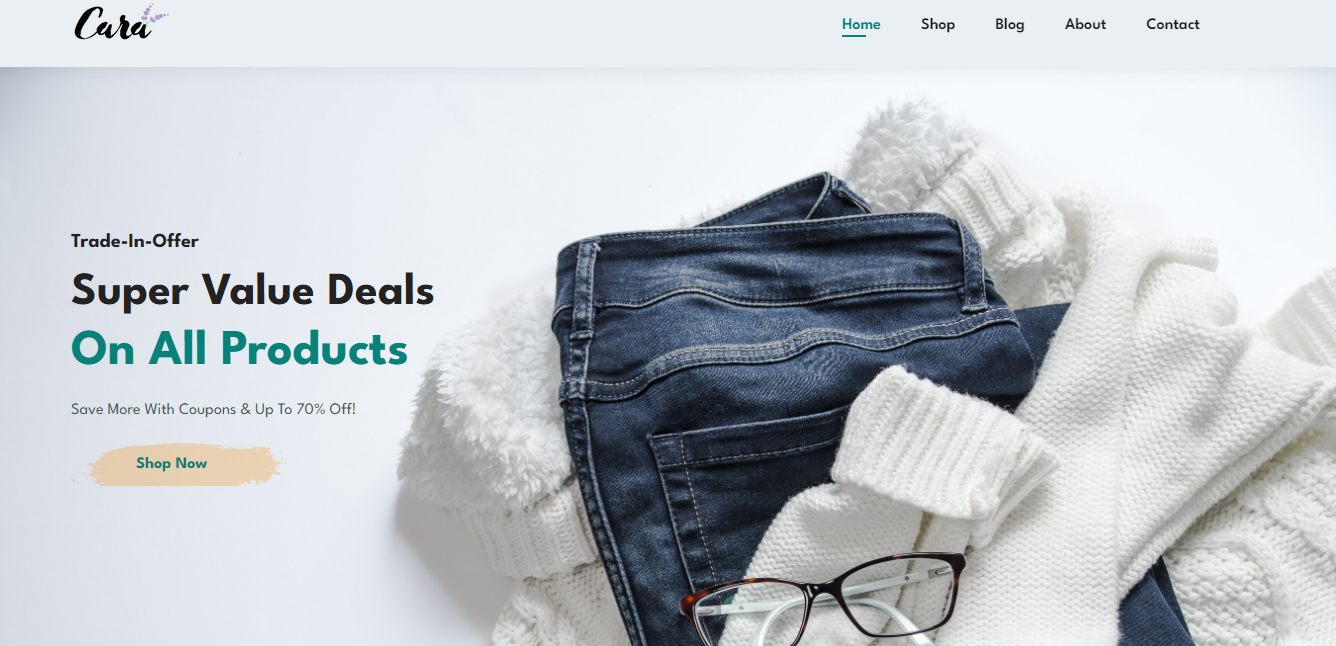 Cara
Home Shop Blog About Contact
Trade-In-Offer
Super Value Deals
On All Products
Save More With Coupons & Up To 70% Off!
Shop Now